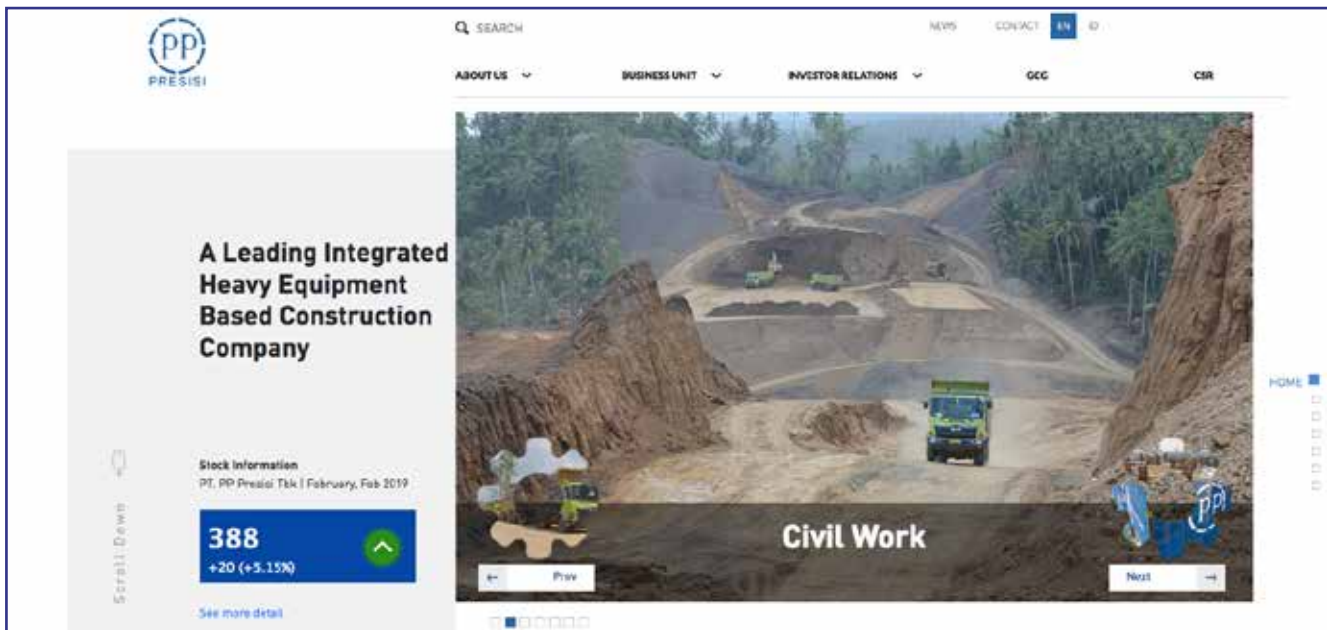 PP
PRESISI
SEARCH
NEWS CONTACT EN ID
ABOUT US BUSINESS UNIT INVESTOR RELATIONS GCG CSR
A Leading Integrated
Heavy Equipment
Based Construction
Company
HOME
Stock Information
PT. PP Presisi Tbk | February, Feb 2019
388
+20 (+5.15%)
See more detail
Scroll Down
PP
Civil Work
← Prev
Next →